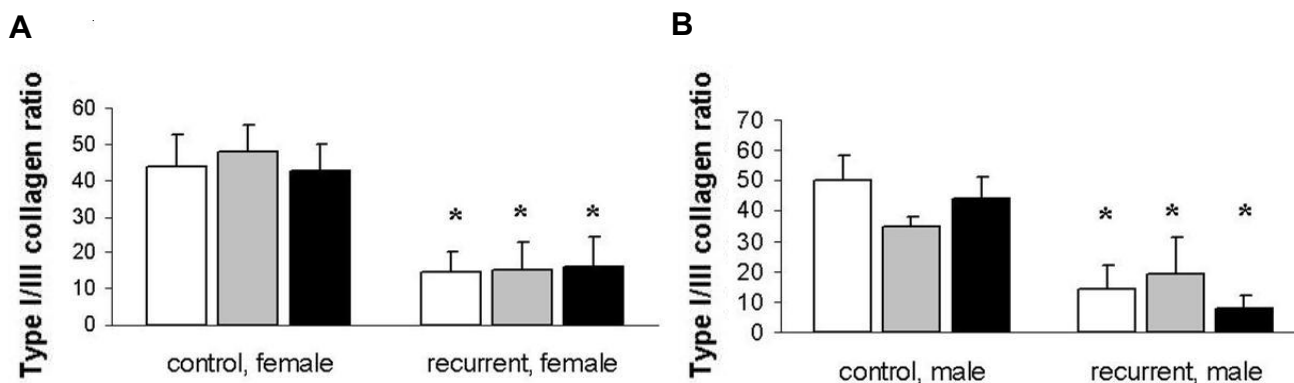 A
Type I/III collagen ratio
60
50
40
30
20
10
0
* * *
control, female recurrent, female
B
Type I/III collagen ratio
70
60
50
40
30
20
10
0
* * *
control, male recurrent, male